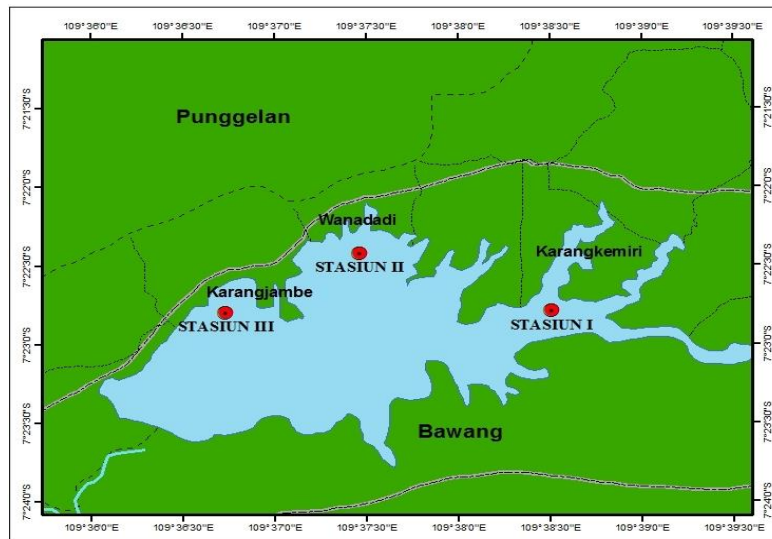 109°36'0"E 109°36'30"E 109°37'0"E 109°37'30"E 109°38'0"E 109°38'30"E 109°39'0"E 109°39'30"E
7°21'30"S
7°21'30"S
Punggelan
7°22'0"S
7°22'0"S
Wanadadi
Karangkemiri
7°22'30"S
7°22'30"S
STASIUN II
Karangjambe
STASIUN III
STASIUN I
7°23'0"S
7°23'0"S
7°23'30"S
7°23'30"S
Bawang
7°24'0"S
7°24'0"S
109°36'0"E 109°36'30"E 109°37'0"E 109°37'30"E 109°38'0"E 109°38'30"E 109°39'0"E 109°39'30"E